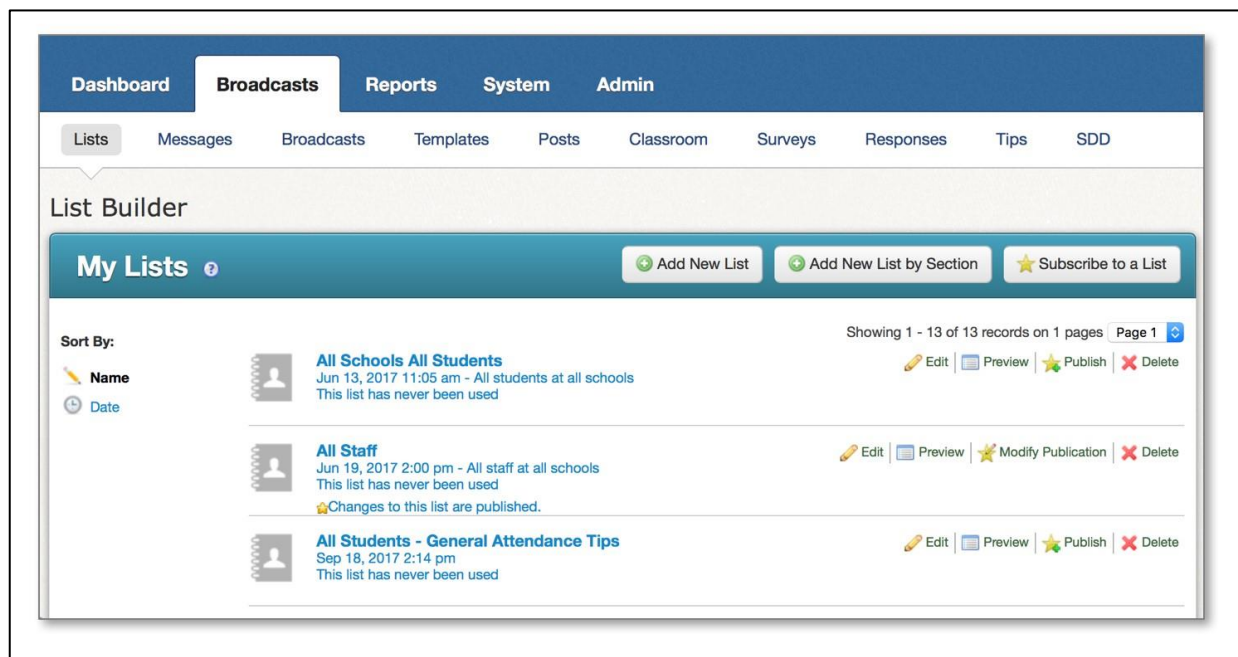 Dashboard Broadcasts Reports System Admin
Lists Messages Broadcasts Templates Posts Classroom Surveys Responses Tips SDD
List Builder
My Lists ? Add New List Add New List by Section Subscribe to a List
Showing 1 - 13 of 13 records on 1 pages Page 1
Sort By:
Name
Date
All Schools All Students
Edit Preview Publish Delete
Jun 13, 2017 11:05 am - All students at all schools
This list has never been used
All Staff
Edit Preview Modify Publication Delete
Jun 19, 2017 2:00 pm - All staff at all schools
This list has never been used
Changes to this list are published.
All Students - General Attendance Tips
Edit Preview Publish Delete
Sep 18, 2017 2:14 pm
This list has never been used